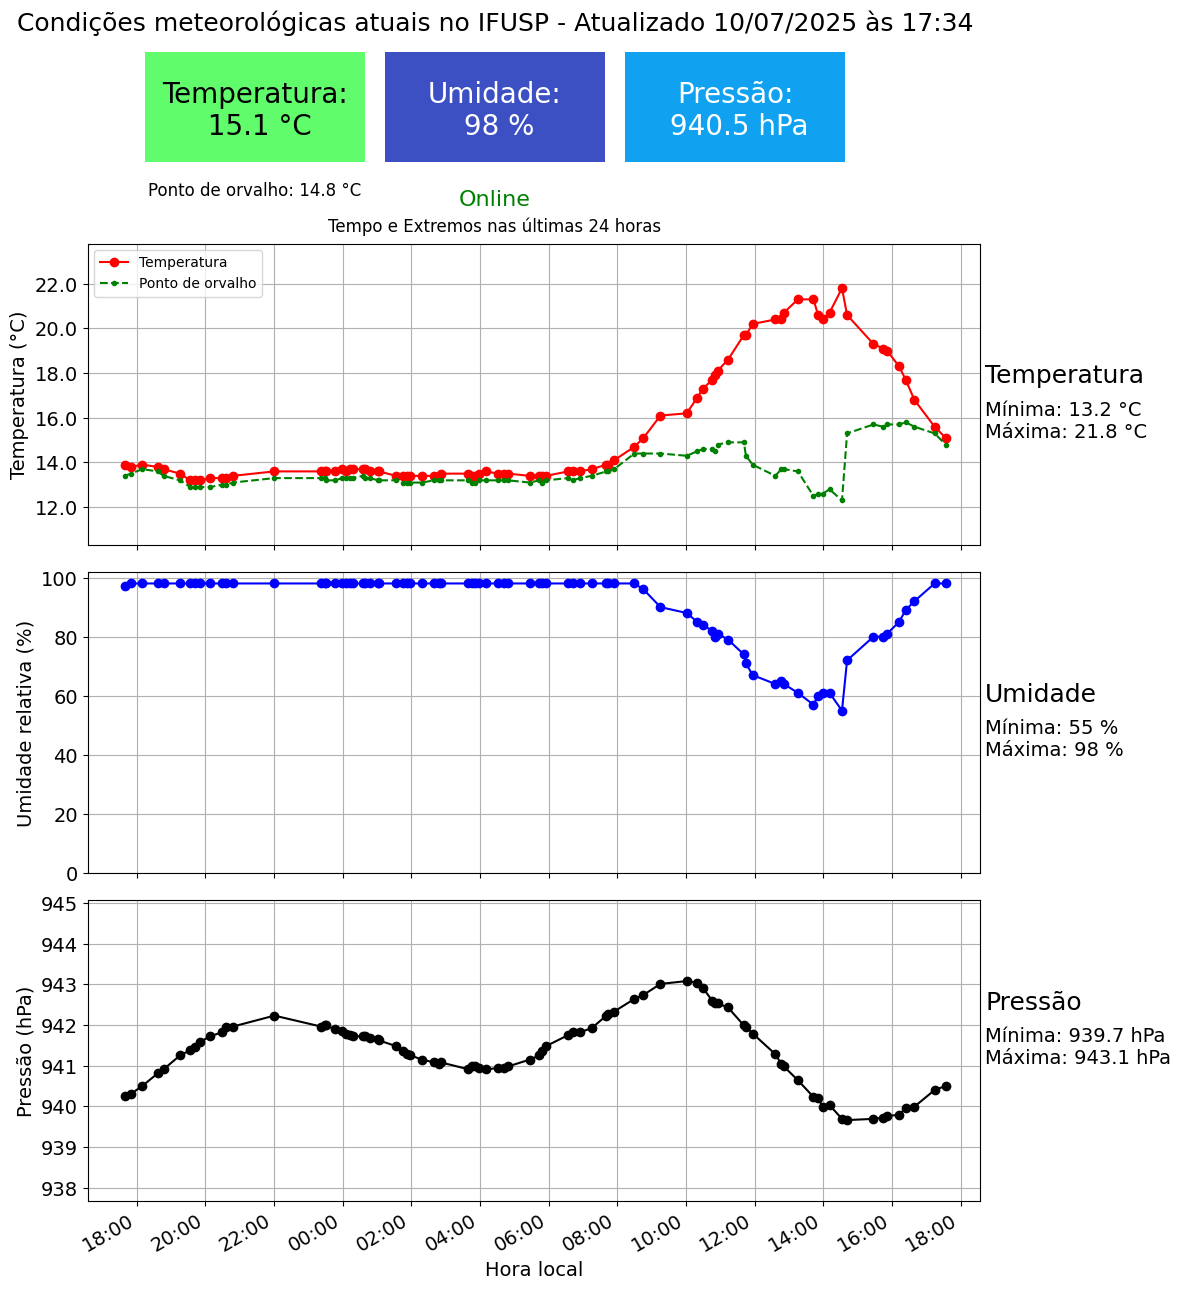 Condições meteorológicas atuais no IFUSP - Atualizado 10/07/2025 às 17:34
Temperatura:
15.1 °C
Umidade:
98 %
Pressão:
940.5 hPa
Ponto de orvalho: 14.8 °C
Online
Tempo e Extremos nas últimas 24 horas
Temperatura
Ponto de orvalho
Temperatura (°C)
22.0
20.0
18.0
16.0
14.0
12.0
Temperatura
Mínima: 13.2 °C
Máxima: 21.8 °C
Umidade relativa (%)
100
80
60
40
20
0
Umidade
Mínima: 55 %
Máxima: 98 %
Pressão (hPa)
945
944
943
942
941
940
939
938
Pressão
Mínima: 939.7 hPa
Máxima: 943.1 hPa
18:00
20:00
22:00
00:00
02:00
04:00
06:00
08:00
10:00
12:00
14:00
16:00
18:00
Hora local